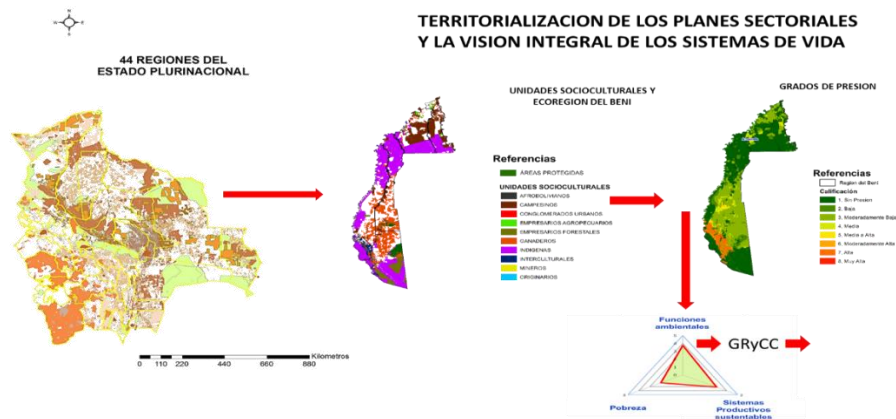 TERRITORIALIZACION DE LOS PLANES SECTORIALES
Y LA VISION INTEGRAL DE LOS SISTEMAS DE VIDA
44 REGIONES DEL
ESTADO PLURINACIONAL
UNIDADES SOCIOCULTURALES Y
ECOREGION DEL BENI
GRADOS DE PRESION
Referencias
ÁREAS PROTEGIDAS
UNIDADES SOCIOCULTURALES
AFROBOLIVIANOS
CAMPESINOS
CONGLOMERADOS URBANOS
EMPRESARIOS AGROPECUARIOS
EMPRESARIOS FORESTALES
GANADEROS
INDIGENAS
INTERCULTURALES
MINEROS
ORIGINARIOS
Referencias
Region del Beni
Calificación
1. Sin Presion
2. Baja
3. Moderadamente Baja
4. Media
5. Media a Alta
6. Moderadamente Alta
7. Alta
8. Muy Alta
Kilometros
0 110 220 440 660 880
Funciones
ambientales
GRyCC
Pobreza
Sistemas
Productivos
sustentables